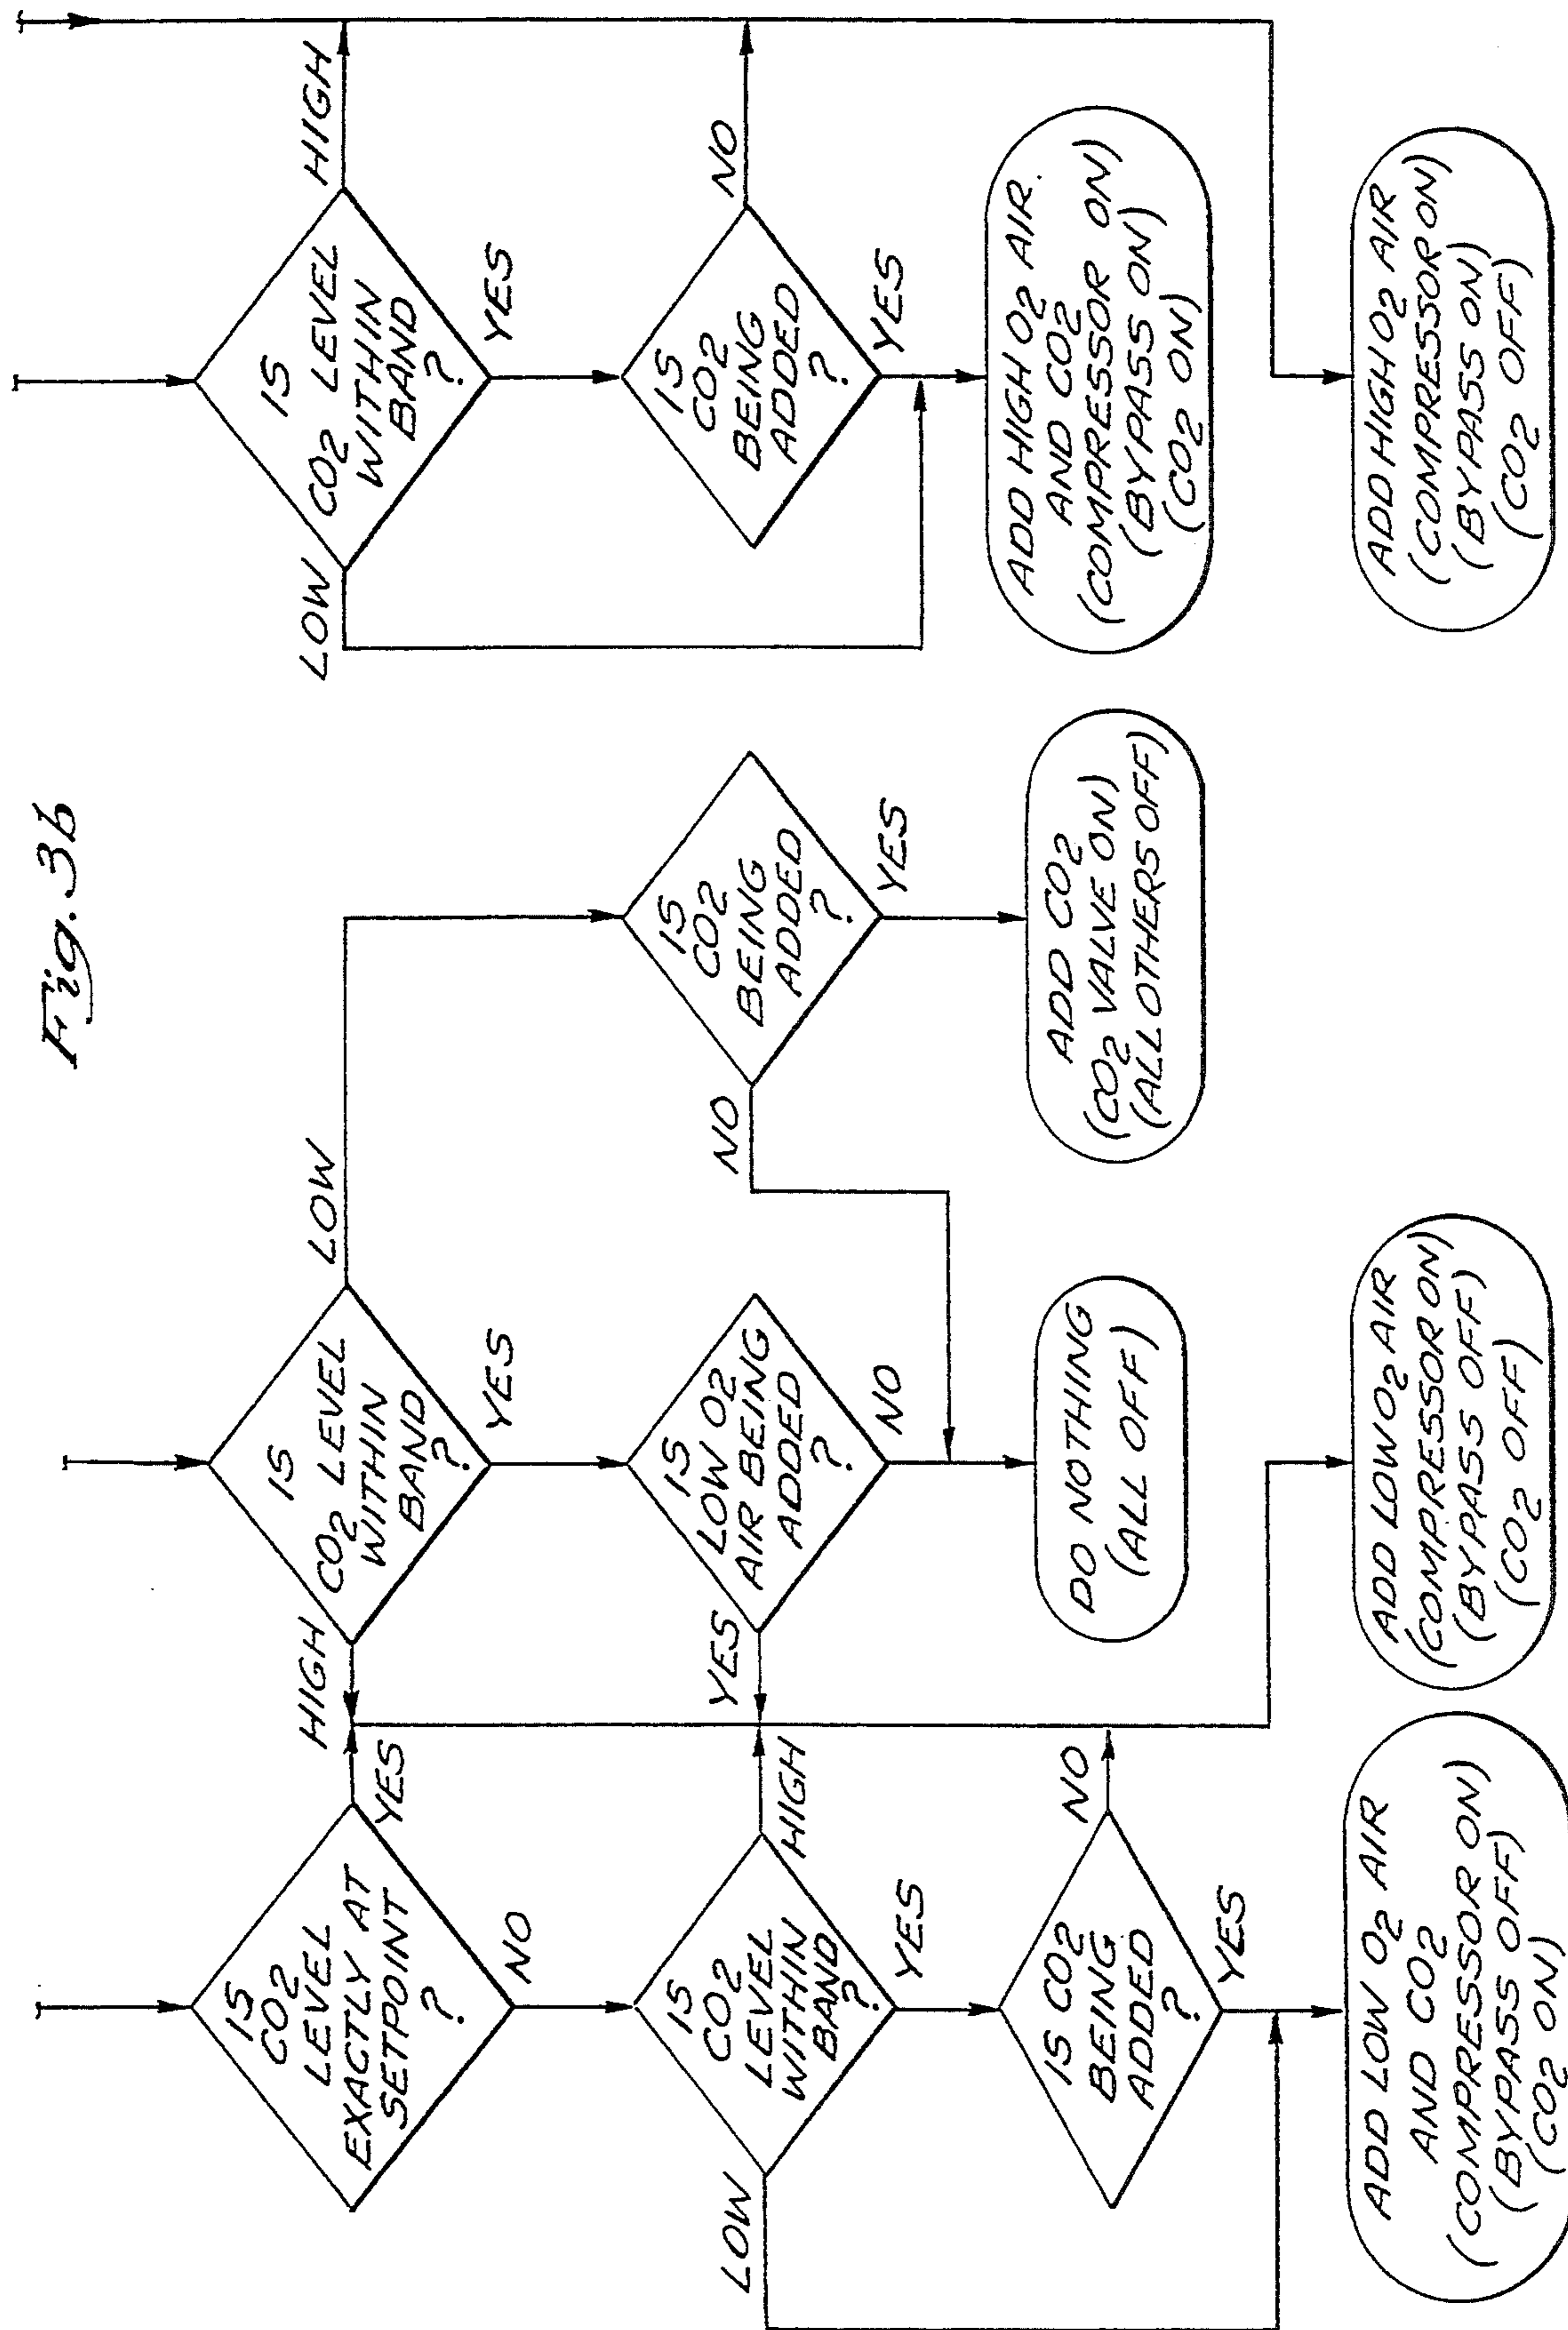 Fig. 3b
IS
CO2
LEVEL
EXACTLY AT
SETPOINT
?
YES
NO
IS
CO2
LEVEL
WITHIN
BAND
?
HIGH
LOW
YES
IS CO2
BEING
ADDED
?
NO
YES
ADD LOW O2 AIR
AND CO2
(COMPRESSOR ON)
(BYPASS OFF)
(CO2 ON)
IS
CO2 LEVEL
WITHIN
BAND
?
HIGH
LOW
YES
IS
LOW O2
AIR BEING
ADDED
?
YES
NO
DO NOTHING
(ALL OFF)
ADD LOW O2 AIR
(COMPRESSOR ON)
(BYPASS OFF)
(CO2 OFF)
IS
CO2
BEING
ADDED
?
NO
YES
ADD CO2
(CO2 VALVE ON)
(ALL OTHERS OFF)
IS
CO2 LEVEL
WITHIN
BAND
?
LOW
HIGH
YES
IS
CO2
BEING
ADDED
?
NO
YES
ADD HIGH O2 AIR.
AND CO2
(COMPRESSOR ON)
(BYPASS ON)
(CO2 ON)
ADD HIGH O2 AIR
(COMPRESSOR ON)
(BYPASS ON)
(CO2 OFF)